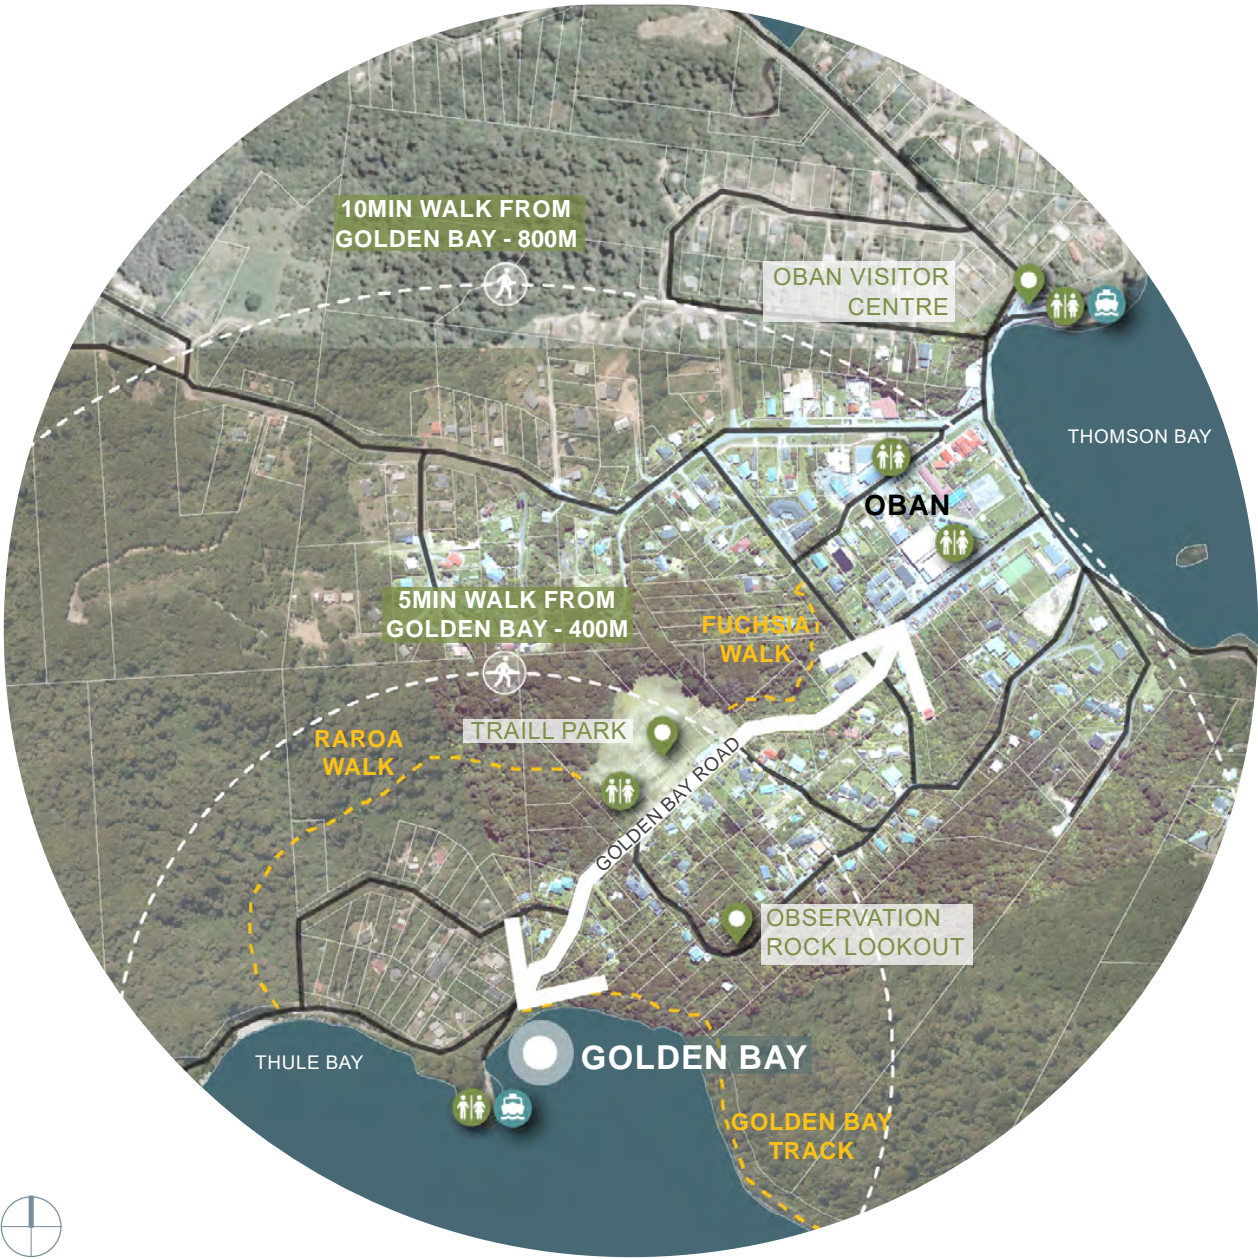 10MIN WALK FROM
GOLDEN BAY - 800M
OBAN VISITOR
CENTRE
THOMSON BAY
OBAN
5MIN WALK FROM
GOLDEN BAY - 400M
FUCHSIA
WALK
TRAILL PARK
RAROA
WALK
GOLDEN BAY ROAD
OBSERVATION
ROCK LOOKOUT
THULE BAY
GOLDEN BAY
GOLDEN BAY
TRACK